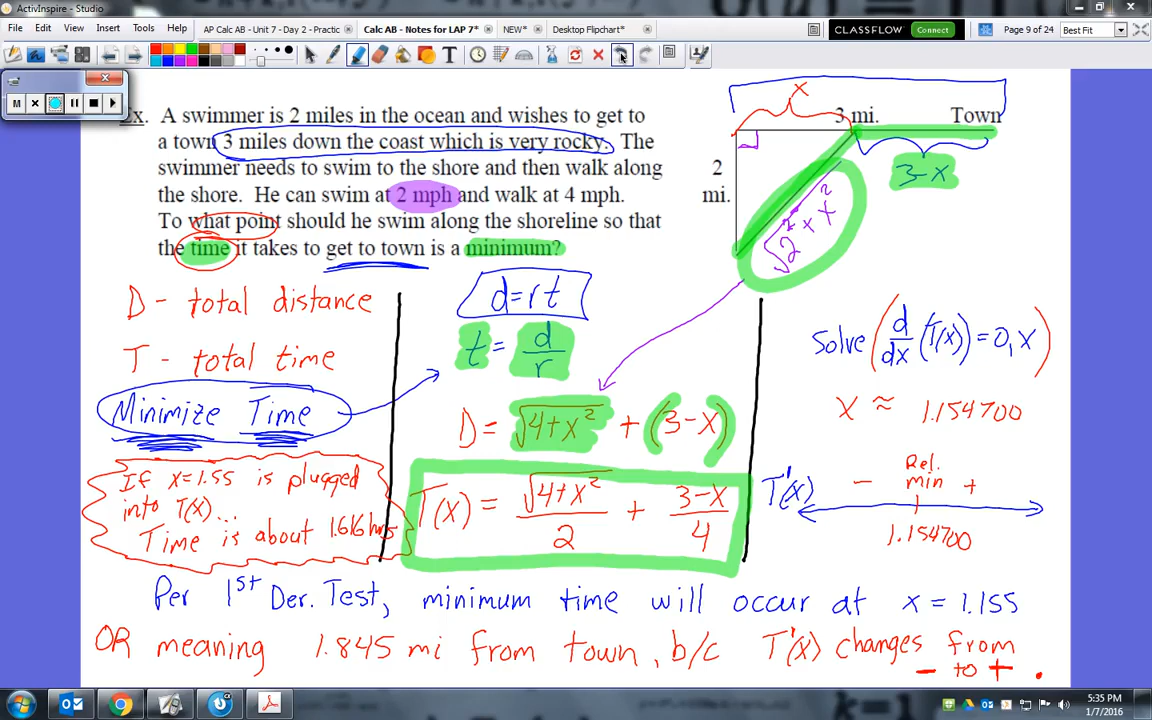 ActivInspire - Studio
File Edit View Insert Tools Help
AP Calc AB - Unit 7 - Day 2 - Practic
Calc AB - Notes for LAP 7*
NEW*
Desktop Flipchart*
CLASSFLOW
Connect
Page 9 of 24
Best Fit
M
Ex. A swimmer is 2 miles in the ocean and wishes to get to
a town 3 miles down the coast which is very rocky. The
swimmer needs to swim to the shore and then walk along
the shore. He can swim at 2 mph and walk at 4 mph.
To what point should he swim along the shoreline so that
the time it takes to get to town is a minimum?
x
3 mi. Town
2
mi.
3-x
√2²+x²
D - total distance
T - total time
Minimize Time
If x=1.55 is plugged
into T(x)...
Time is about 1.616 hrs
d=rt
t = d/r
D = √4+x² + (3-x)
T(x) = √4+x²/2 + 3-x/4
Solve (d/dx (T(x))=0, x)
x ≈ 1.154700
Rel.
T'(x) - min +
1.154700
Per 1st Der. Test, minimum time will occur at x = 1.155
OR meaning 1.845 mi from town, b/c T'(x) changes from
- to + .
5:35 PM
1/7/2016